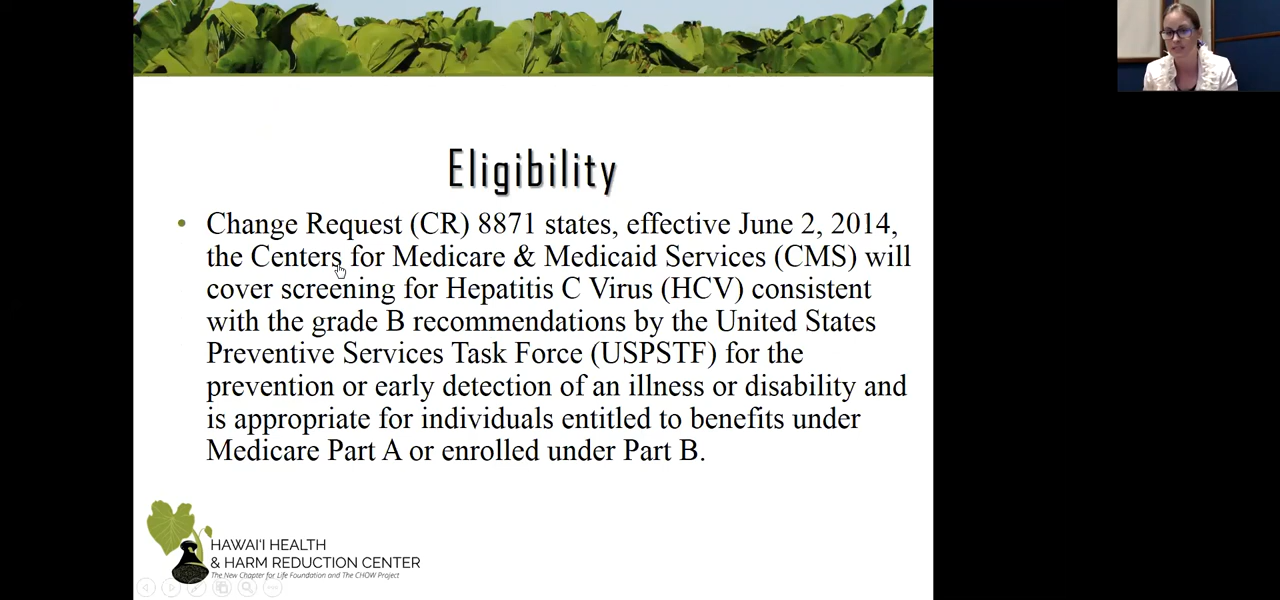 Eligibility
• Change Request (CR) 8871 states, effective June 2, 2014,
the Centers for Medicare & Medicaid Services (CMS) will
cover screening for Hepatitis C Virus (HCV) consistent
with the grade B recommendations by the United States
Preventive Services Task Force (USPSTF) for the
prevention or early detection of an illness or disability and
is appropriate for individuals entitled to benefits under
Medicare Part A or enrolled under Part B.
HAWAI'I HEALTH
& HARM REDUCTION CENTER
The New Chapter for Life Foundation and The CHOW Project